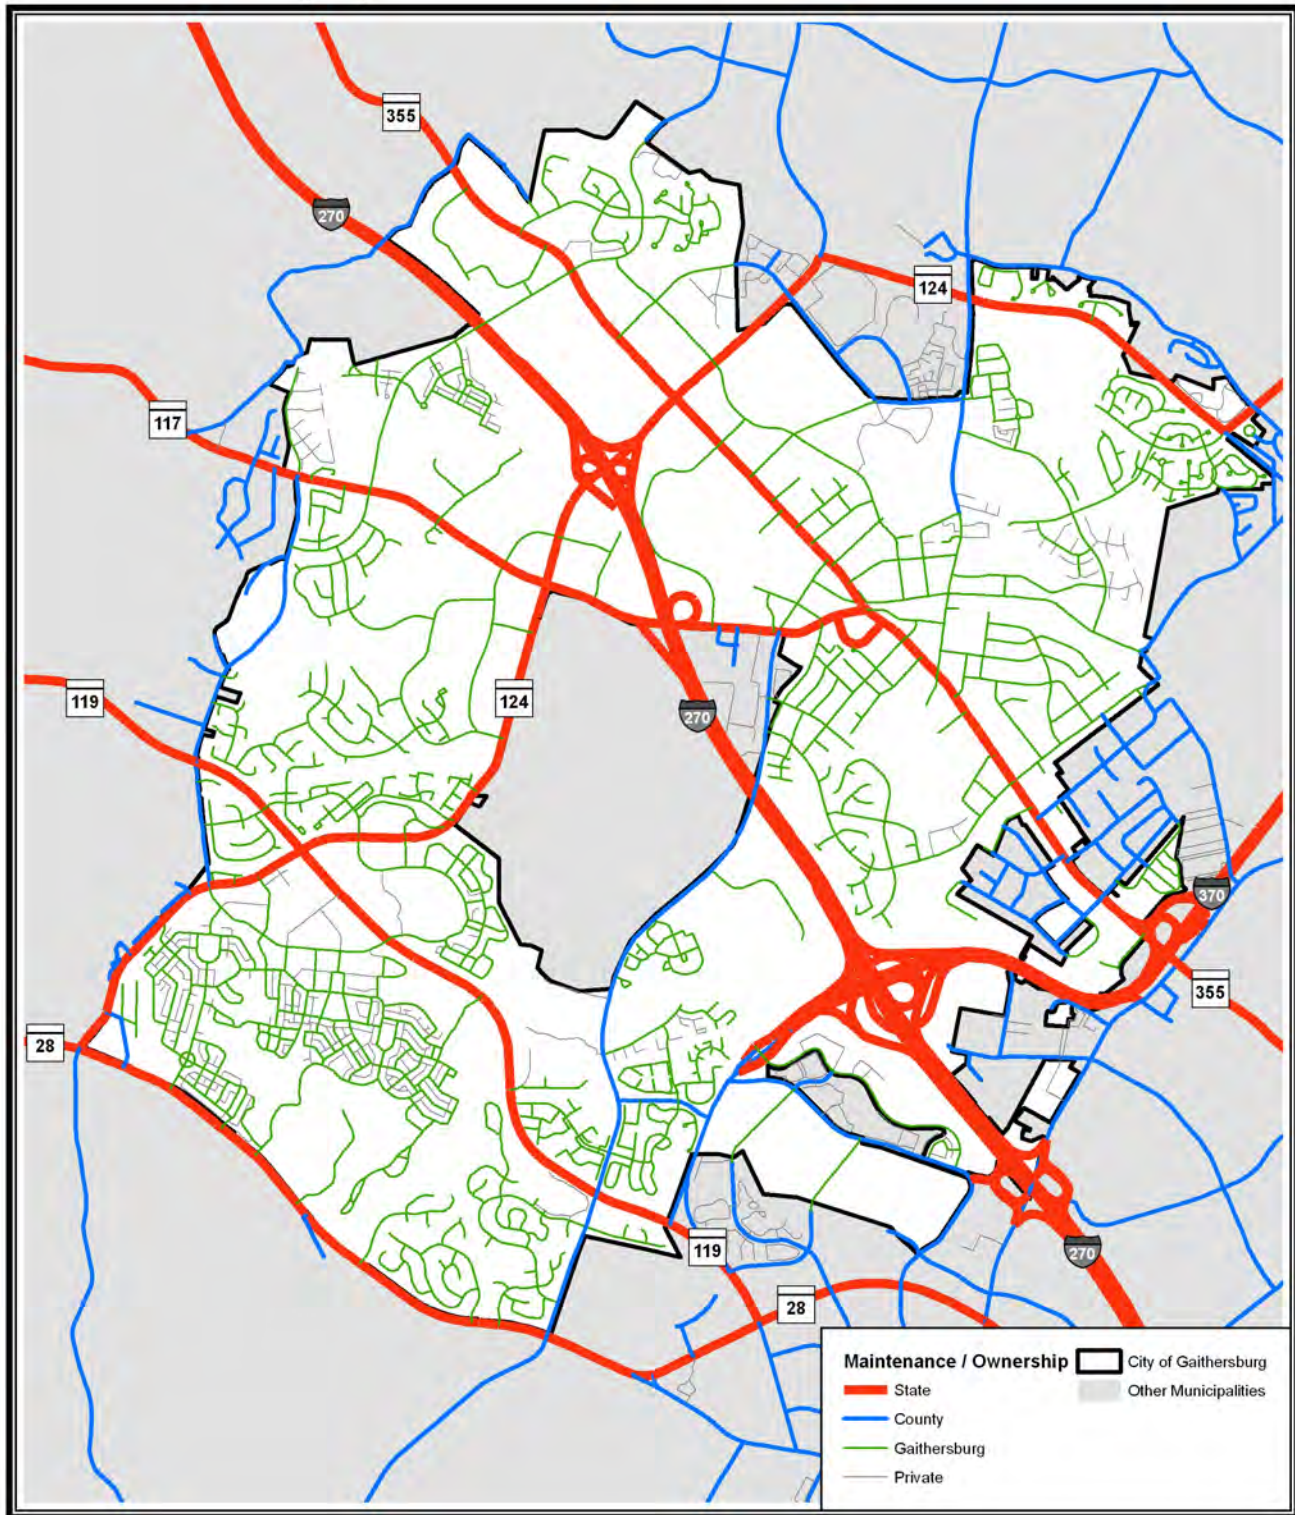 355
270
124
117
119
124
270
370
355
28
119
270
28
Maintenance / Ownership
City of Gaithersburg
State
Other Municipalities
County
Gaithersburg
Private